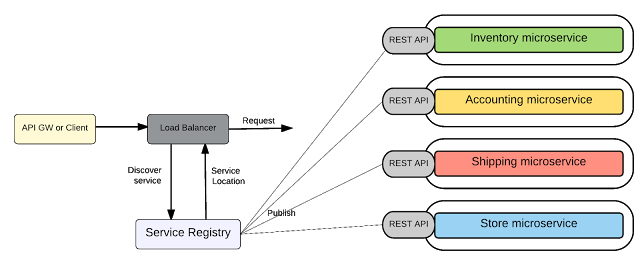 REST API
Inventory microservice
REST API
Accounting microservice
API GW or Client
Load Balancer
Request
REST API
Shipping microservice
Discover
service
Service
Location
Publish
Service Registry
REST API
Store microservice